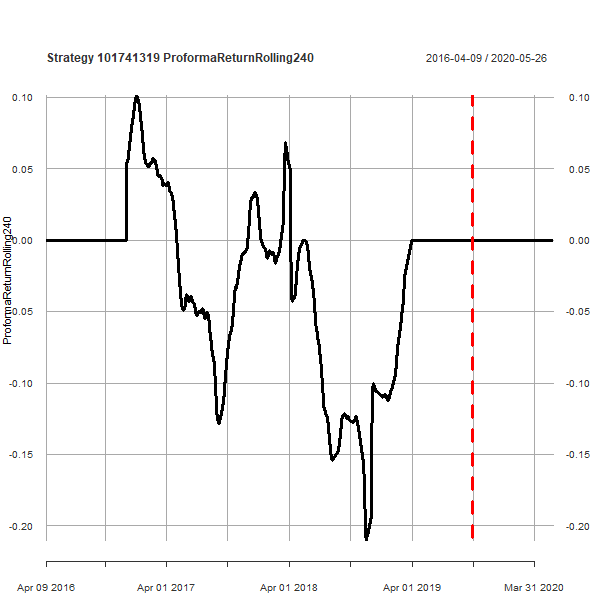 Strategy 101741319 ProformaReturnRolling240
2016-04-09 / 2020-05-26
0.10
0.10
0.05
0.05
0.00
0.00
-0.05
-0.05
-0.10
-0.10
-0.15
-0.15
-0.20
-0.20
ProformaReturnRolling240
Apr 09 2016
Apr 01 2017
Apr 01 2018
Apr 01 2019
Mar 31 2020